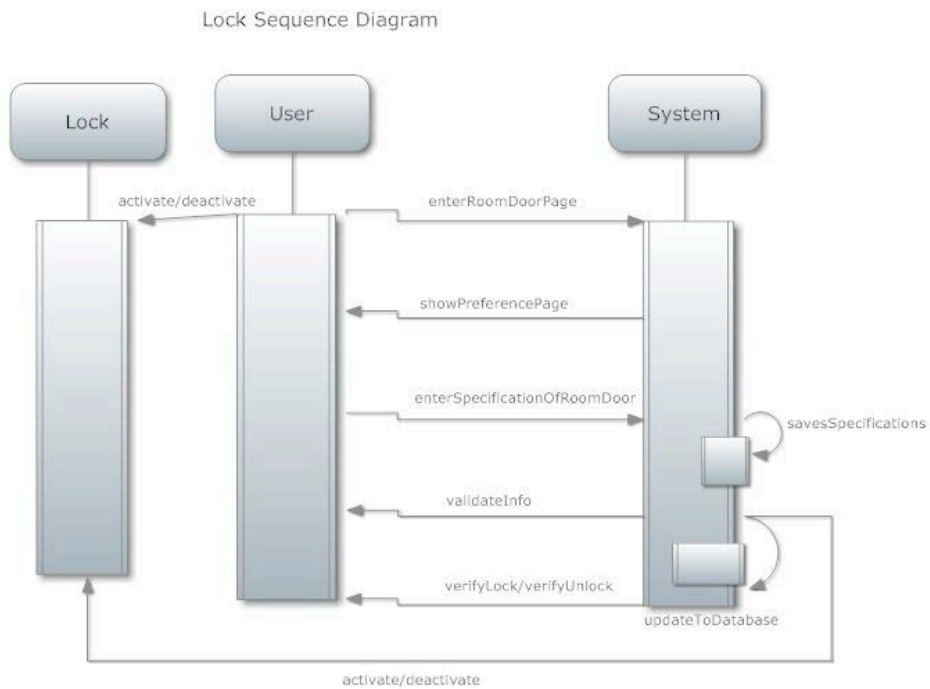 Lock Sequence Diagram
Lock
User
System
activate/deactivate
enterRoomDoorPage
showPreferencePage
enterSpecificationOfRoomDoor
savesSpecifications
validateInfo
verifyLock/verifyUnlock
updateToDatabase
activate/deactivate